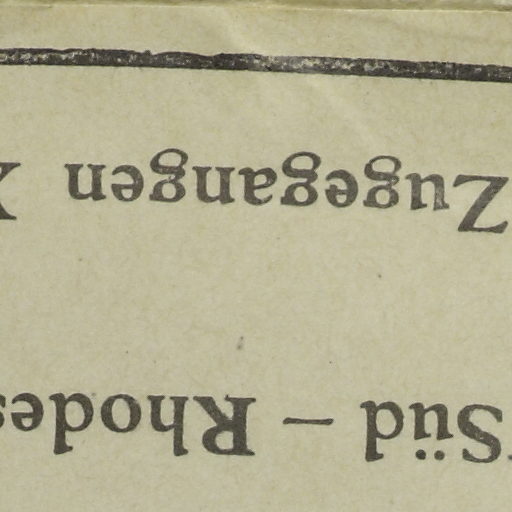 Süd – Rhodes
Zugegangen